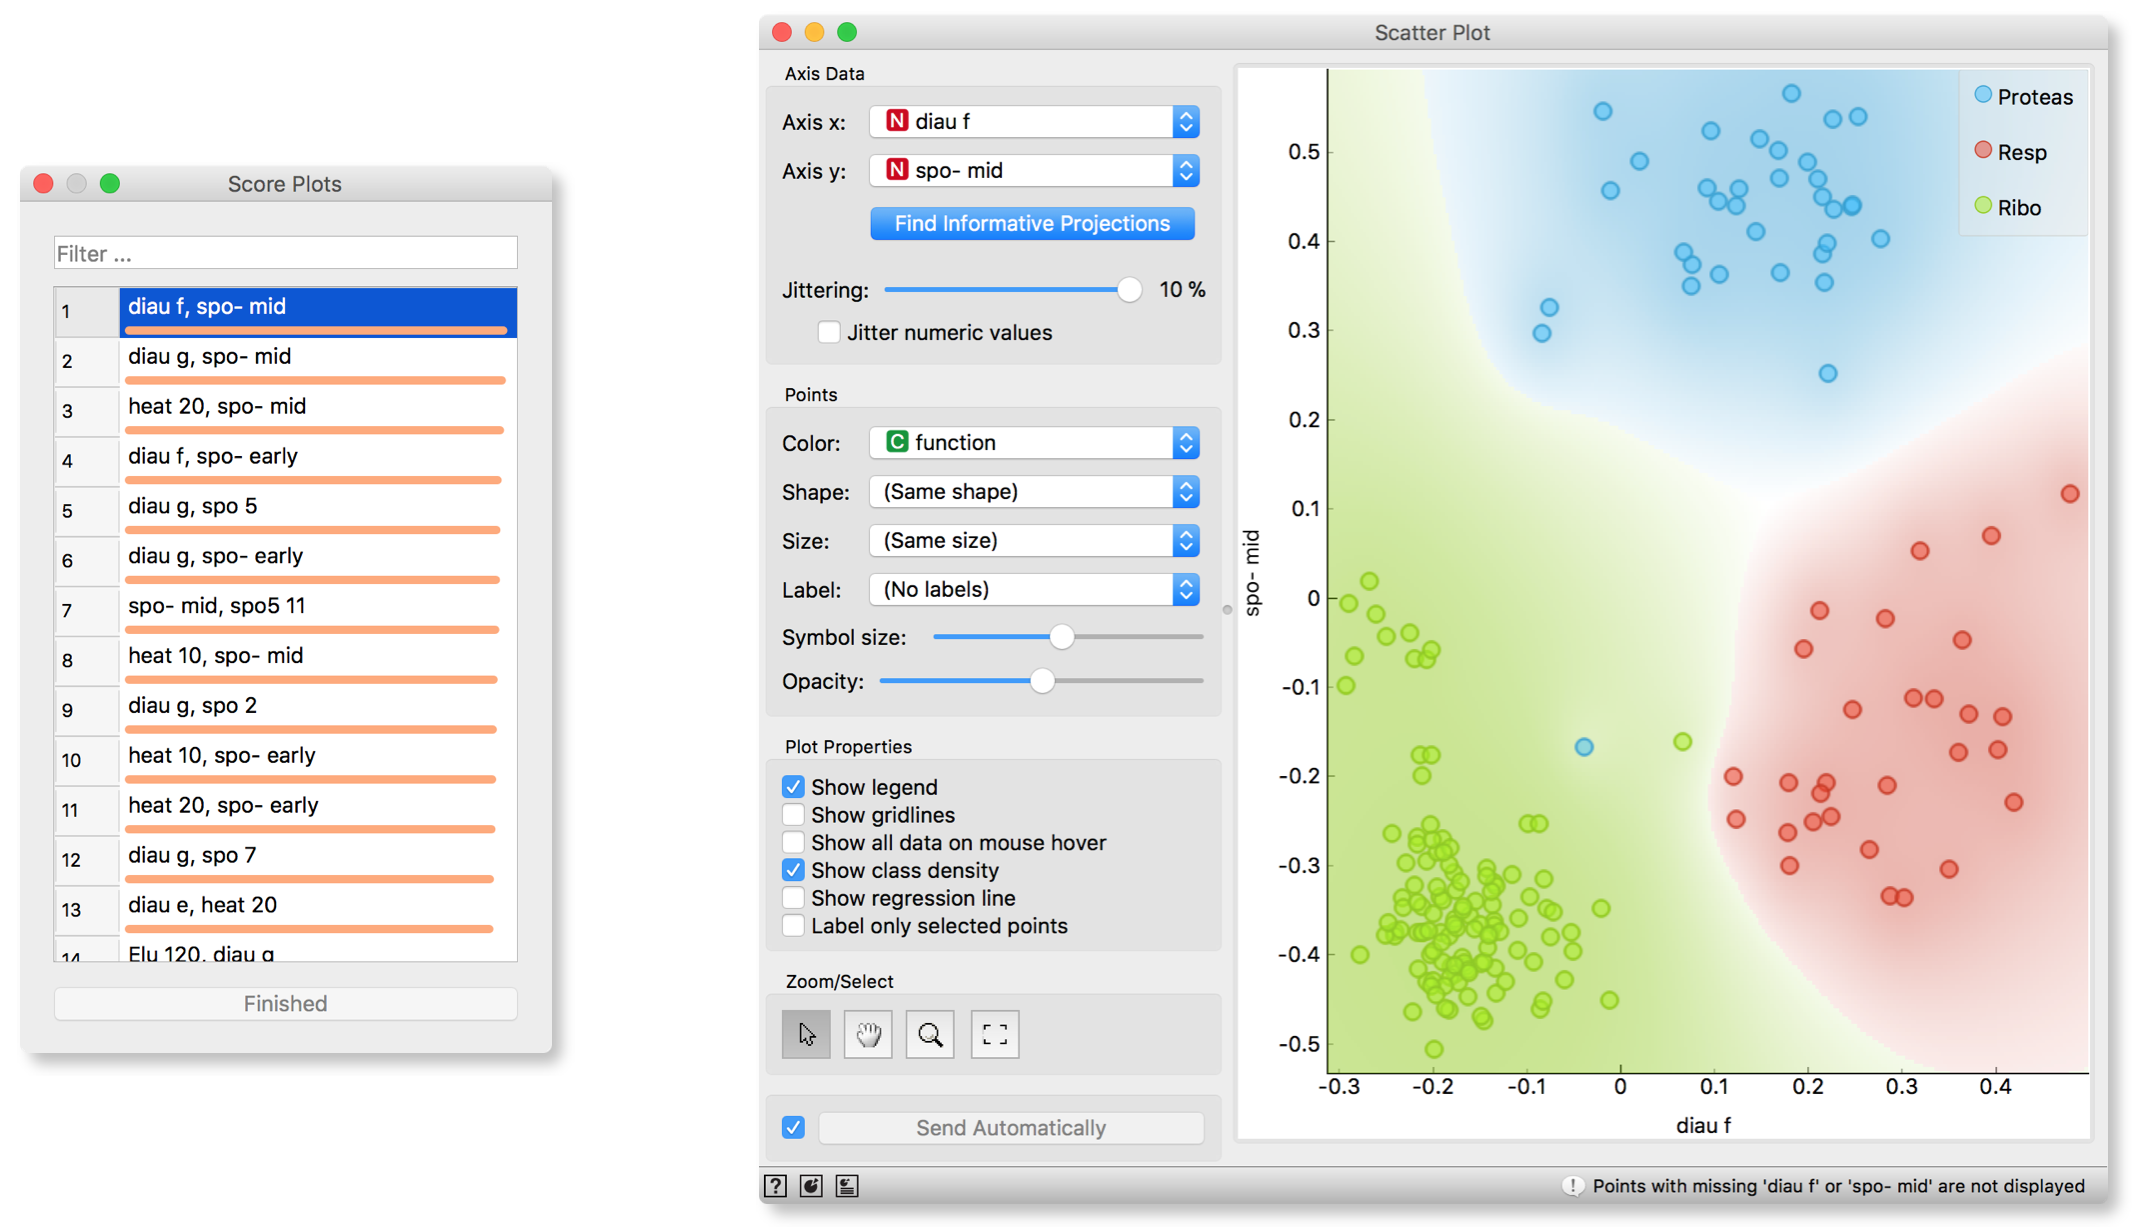 Score Plots
Filter ...
1 diau f, spo- mid
2 diau g, spo- mid
3 heat 20, spo- mid
4 diau f, spo- early
5 diau g, spo 5
6 diau g, spo- early
7 spo- mid, spo5 11
8 heat 10, spo- mid
9 diau g, spo 2
10 heat 10, spo- early
11 heat 20, spo- early
12 diau g, spo 7
13 diau e, heat 20
14 Elu 120, diau g
Finished
Scatter Plot
Axis Data
Axis x: N diau f
Axis y: N spo- mid
Find Informative Projections
Jittering: 10 %
Jitter numeric values
Points
Color: C function
Shape: (Same shape)
Size: (Same size)
Label: (No labels)
Symbol size:
Opacity:
Plot Properties
Show legend
Show gridlines
Show all data on mouse hover
Show class density
Show regression line
Label only selected points
Zoom/Select
Send Automatically
Proteas
Resp
Ribo
0.5
0.4
0.3
0.2
0.1
0
-0.1
-0.2
-0.3
-0.4
-0.5
spo- mid
-0.3 -0.2 -0.1 0 0.1 0.2 0.3 0.4
diau f
? ! Points with missing 'diau f' or 'spo- mid' are not displayed